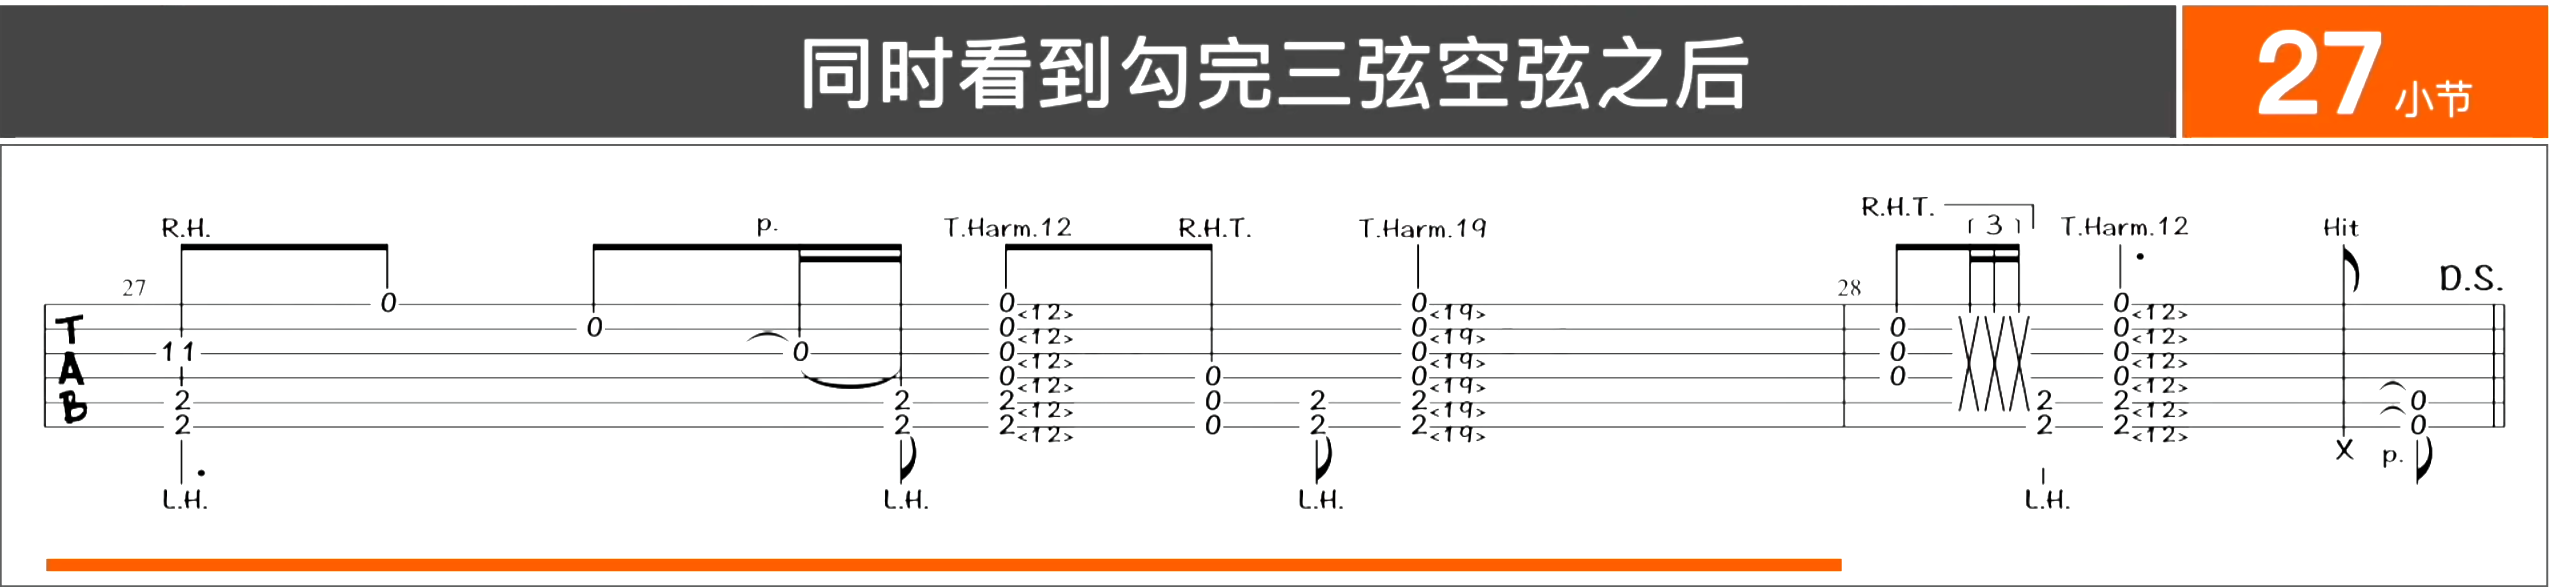 同时看到勾完三弦空弦之后
27 小节
R.H. p. T.Harm.12 R.H.T. T.Harm.19 R.H.T. 3 T.Harm.12 Hit
27 28 D.S.
0 0 <12> 0 <19> 0 <12>
T 0 0 <12> 0 <19> 0 0 <12>
11 0 0 <12> 0 <19> 0 0 <12>
A 0 <12> 0 0 <19> 0 0 <12>
B 2 2 2 <12> 0 2 2 <19> 2 2 <12> 0
2 2 2 <12> 0 2 2 <19> 2 2 <12> 0
X p.
L.H. L.H. L.H. L.H.